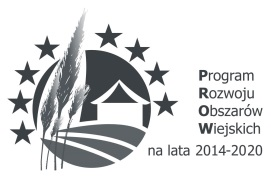 Program
Rozwoju
Obszarów
Wiejskich
na lata 2014-2020